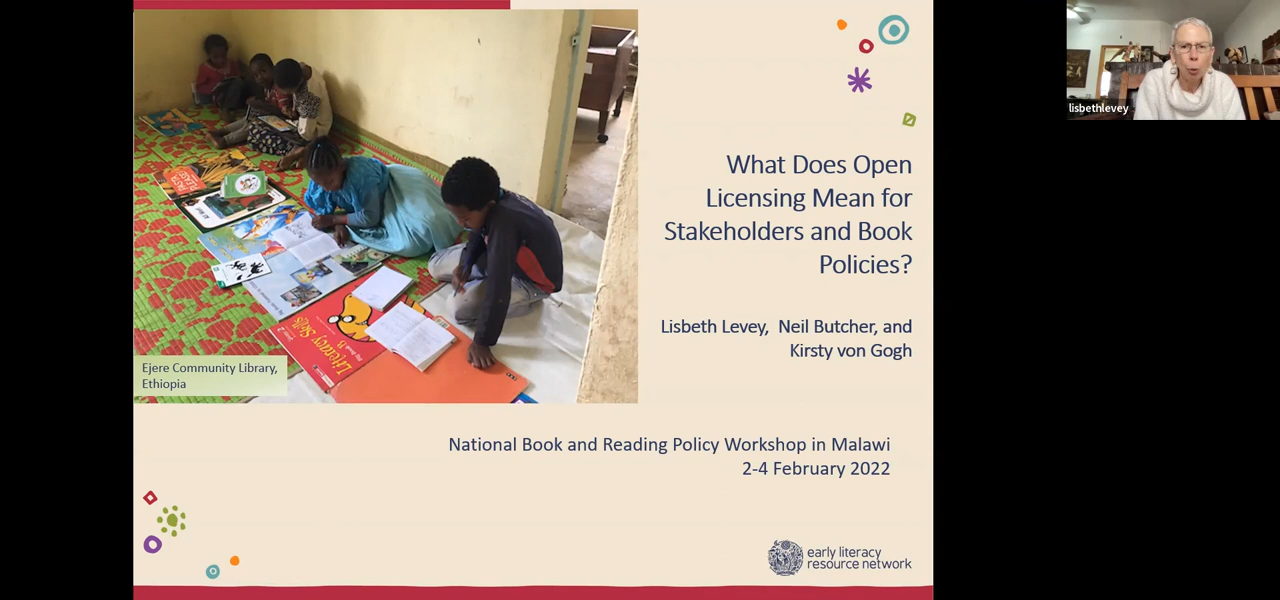 lisbethlevey
What Does Open
Licensing Mean for
Stakeholders and Book
Policies?
Lisbeth Levey, Neil Butcher, and
Kirsty von Gogh
Ejere Community Library,
Ethiopia
Literacy Skills
National Book and Reading Policy Workshop in Malawi
2-4 February 2022
early literacy
resource network